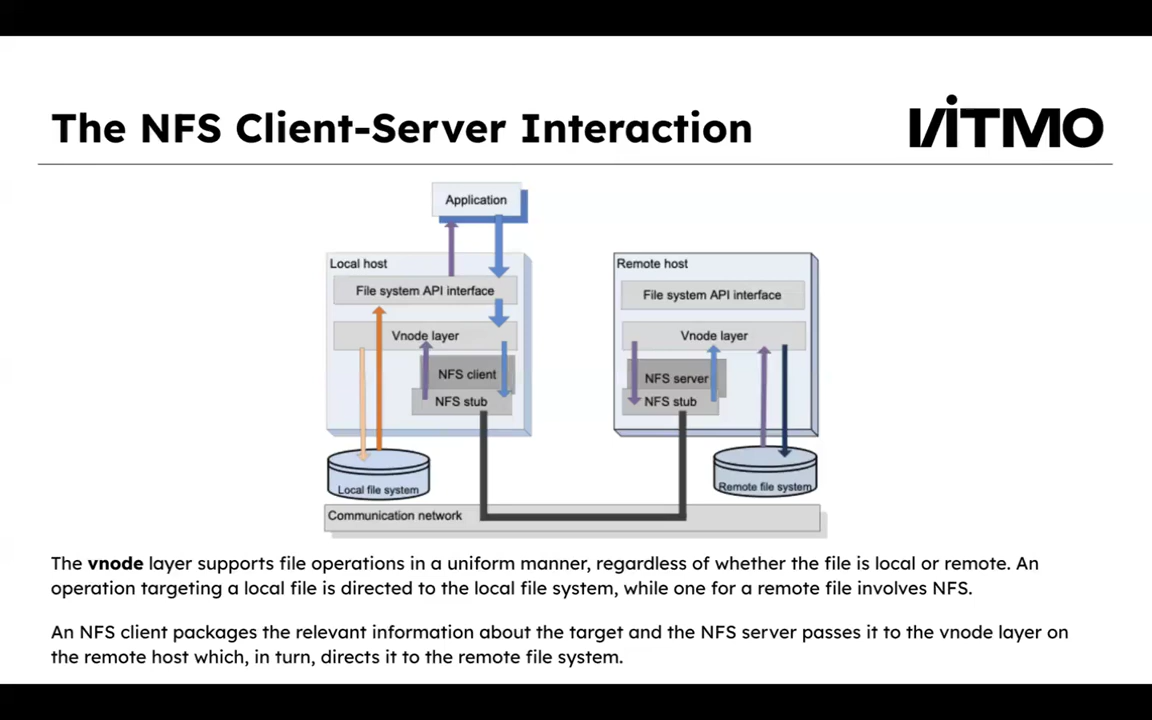 The NFS Client-Server Interaction
ITMO
Application
Local host
Remote host
File system API interface
File system API interface
Vnode layer
Vnode layer
NFS client
NFS server
NFS stub
NFS stub
Local file system
Remote file system
Communication network
The vnode layer supports file operations in a uniform manner, regardless of whether the file is local or remote. An
operation targeting a local file is directed to the local file system, while one for a remote file involves NFS.
An NFS client packages the relevant information about the target and the NFS server passes it to the vnode layer on
the remote host which, in turn, directs it to the remote file system.